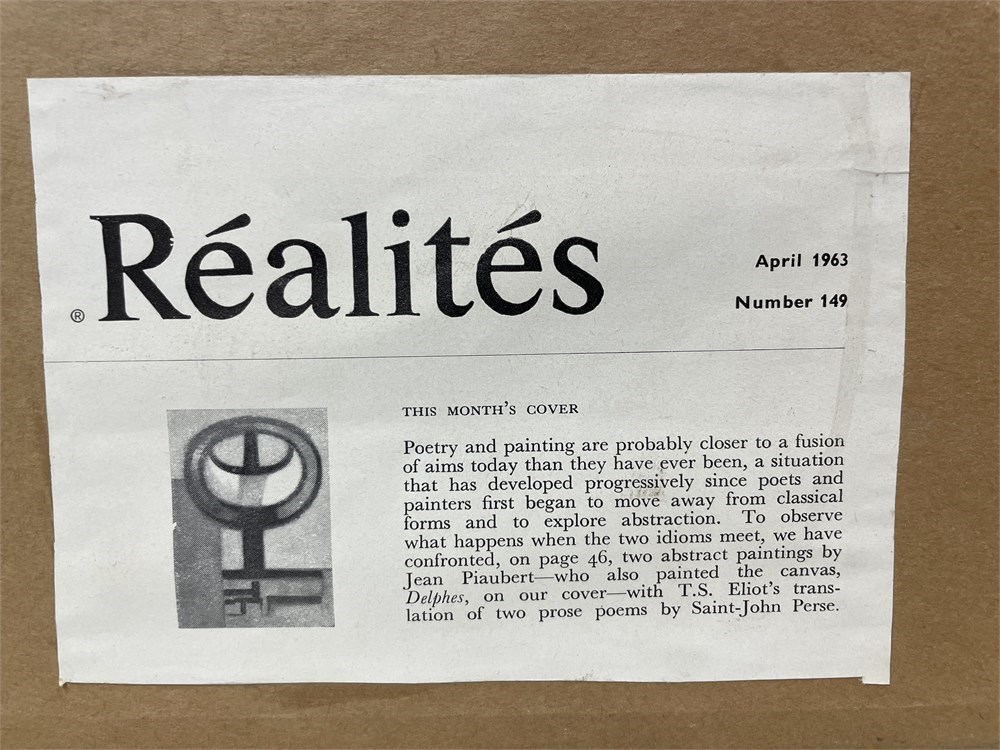 ® Réalités
April 1963
Number 149
THIS MONTH'S COVER
Poetry and painting are probably closer to a fusion
of aims today than they have ever been, a situation
that has developed progressively since poets and
painters first began to move away from classical
forms and to explore abstraction. To observe
what happens when the two idioms meet, we have
confronted, on page 46, two abstract paintings by
Jean Piaubert—who also painted the canvas,
Delphes, on our cover—with T.S. Eliot's trans-
lation of two prose poems by Saint-John Perse.